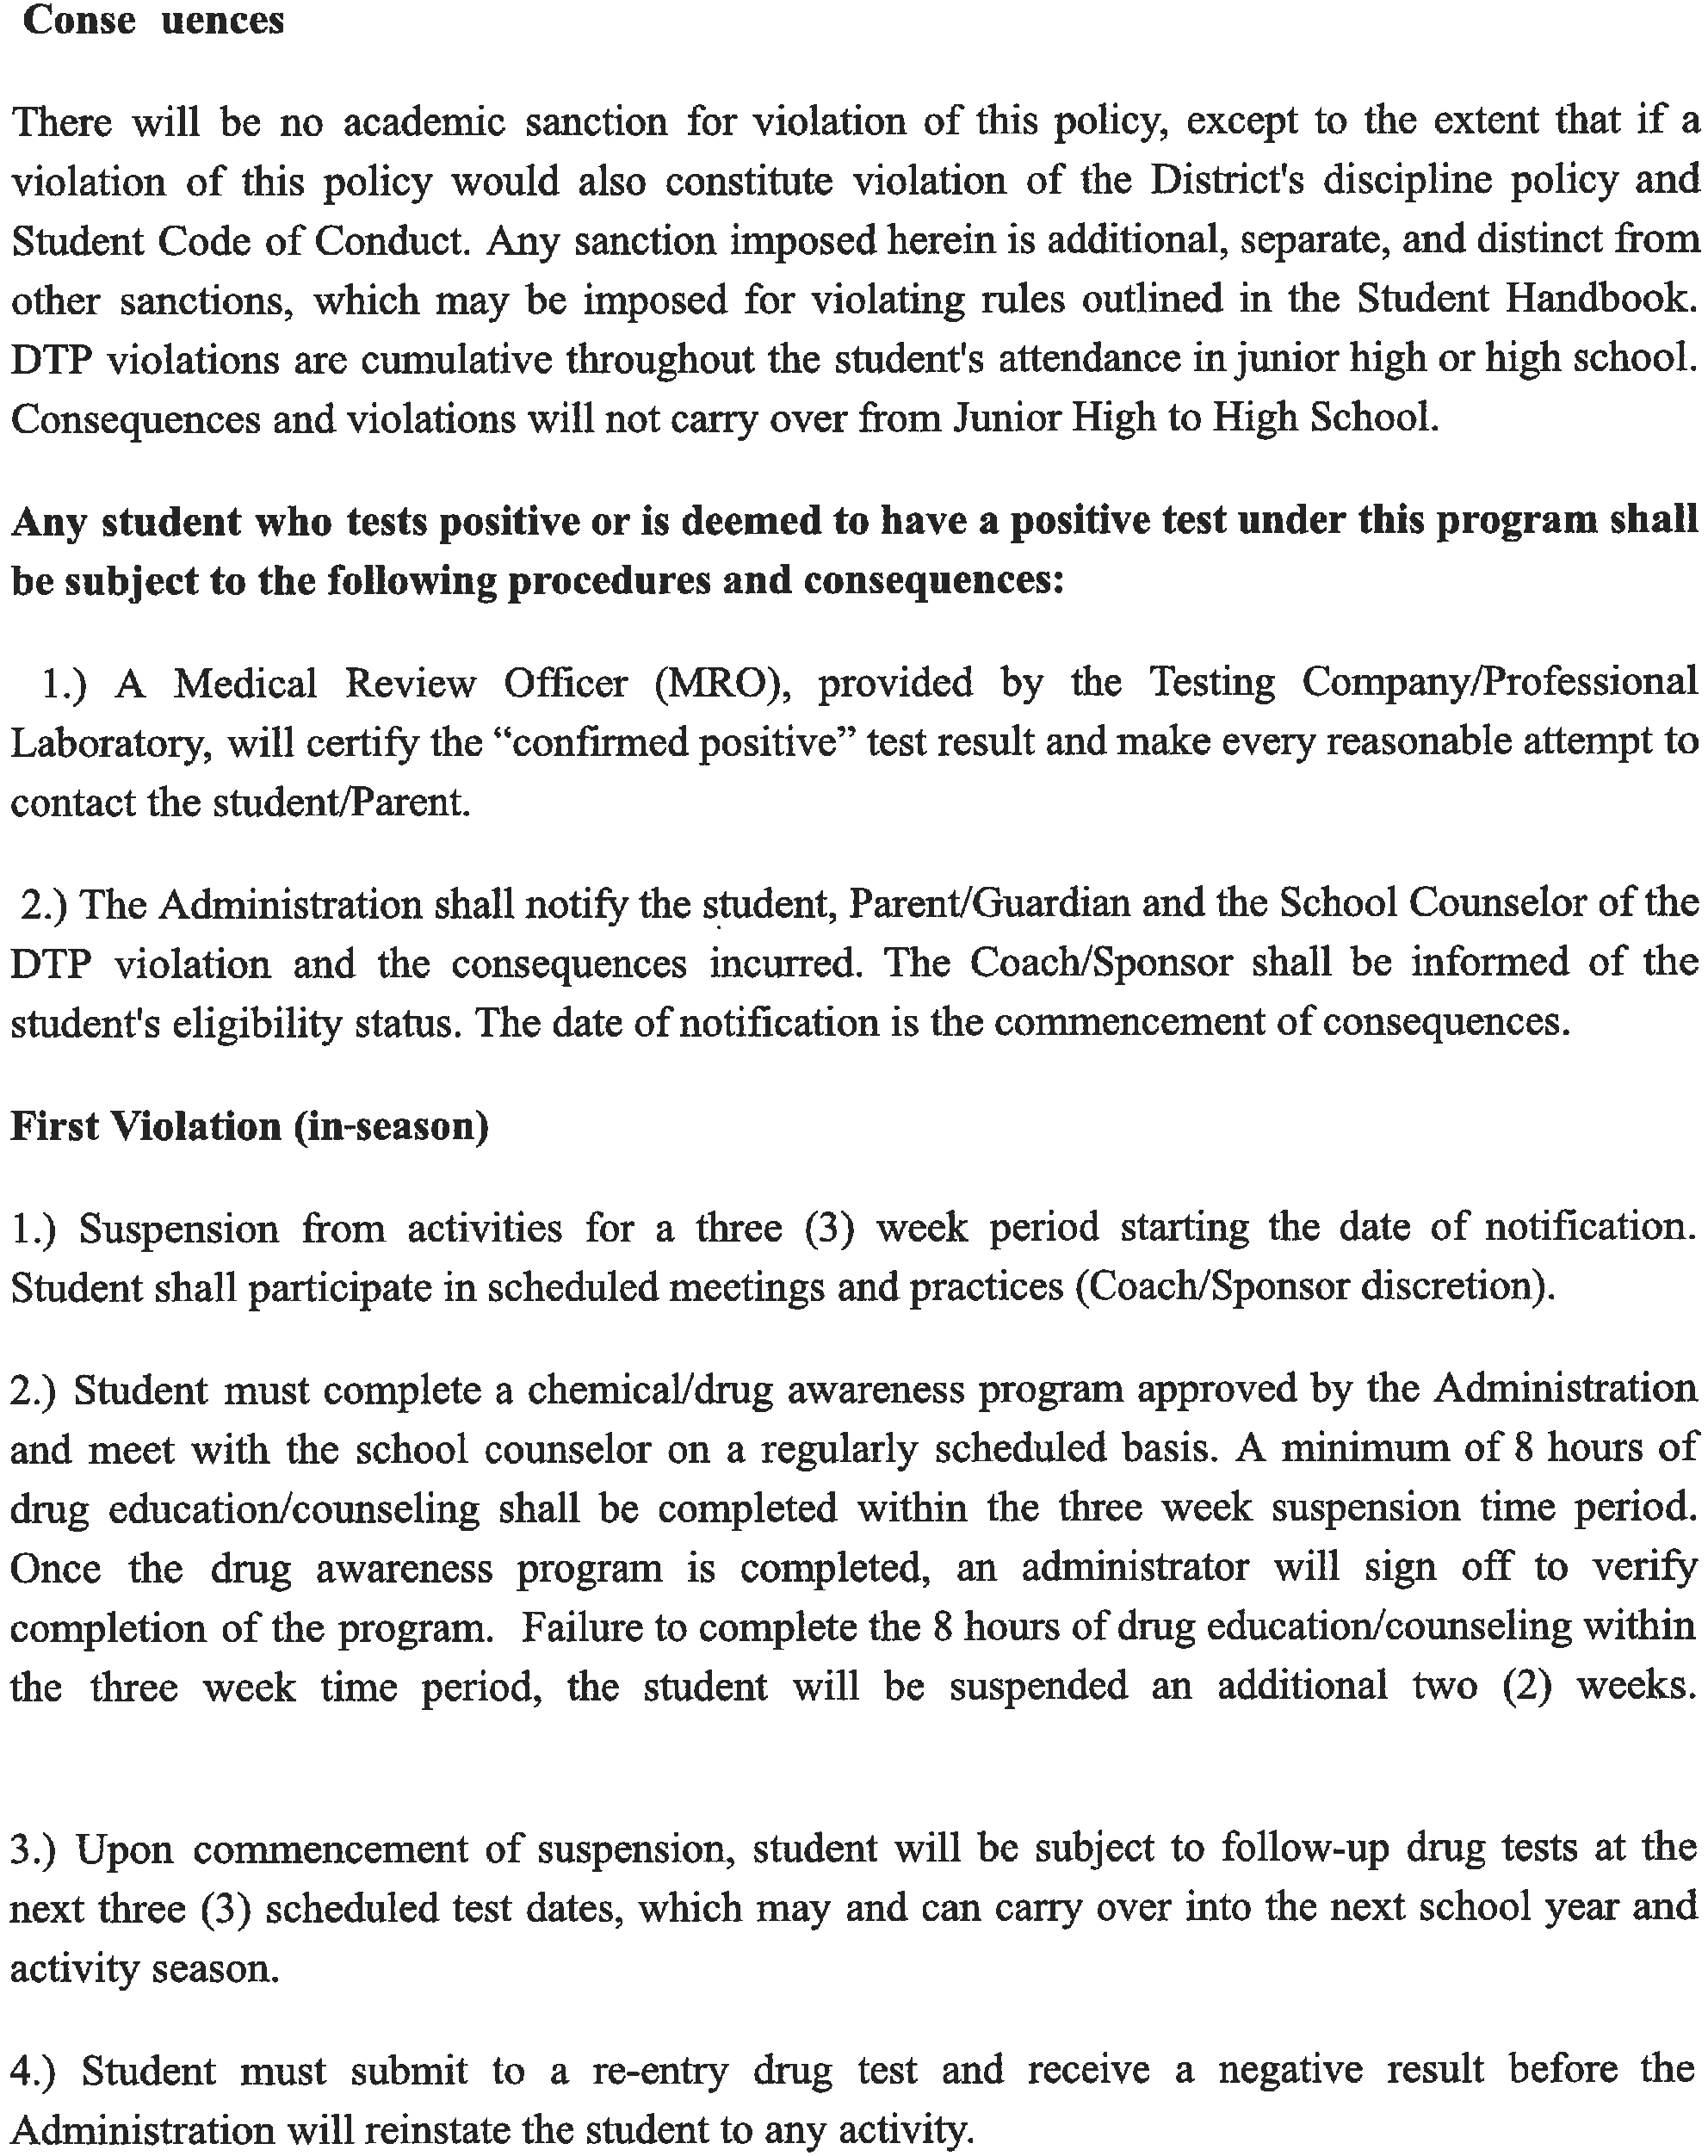 Conse uences
There will be no academic sanction for violation of this policy, except to the extent that if a
violation of this policy would also constitute violation of the District's discipline policy and
Student Code of Conduct. Any sanction imposed herein is additional, separate, and distinct from
other sanctions, which may be imposed for violating rules outlined in the Student Handbook.
DTP violations are cumulative throughout the student's attendance in junior high or high school.
Consequences and violations will not carry over from Junior High to High School.
Any student who tests positive or is deemed to have a positive test under this program shall
be subject to the following procedures and consequences:
1.) A Medical Review Officer (MRO), provided by the Testing Company/Professional
Laboratory, will certify the “confirmed positive” test result and make every reasonable attempt to
contact the student/Parent.
2.) The Administration shall notify the student, Parent/Guardian and the School Counselor of the
DTP violation and the consequences incurred. The Coach/Sponsor shall be informed of the
student's eligibility status. The date of notification is the commencement of consequences.
First Violation (in-season)
1.) Suspension from activities for a three (3) week period starting the date of notification.
Student shall participate in scheduled meetings and practices (Coach/Sponsor discretion).
2.) Student must complete a chemical/drug awareness program approved by the Administration
and meet with the school counselor on a regularly scheduled basis. A minimum of 8 hours of
drug education/counseling shall be completed within the three week suspension time period.
Once the drug awareness program is completed, an administrator will sign off to verify
completion of the program. Failure to complete the 8 hours of drug education/counseling within
the three week time period, the student will be suspended an additional two (2) weeks.
3.) Upon commencement of suspension, student will be subject to follow-up drug tests at the
next three (3) scheduled test dates, which may and can carry over into the next school year and
activity season.
4.) Student must submit to a re-entry drug test and receive a negative result before the
Administration will reinstate the student to any activity.